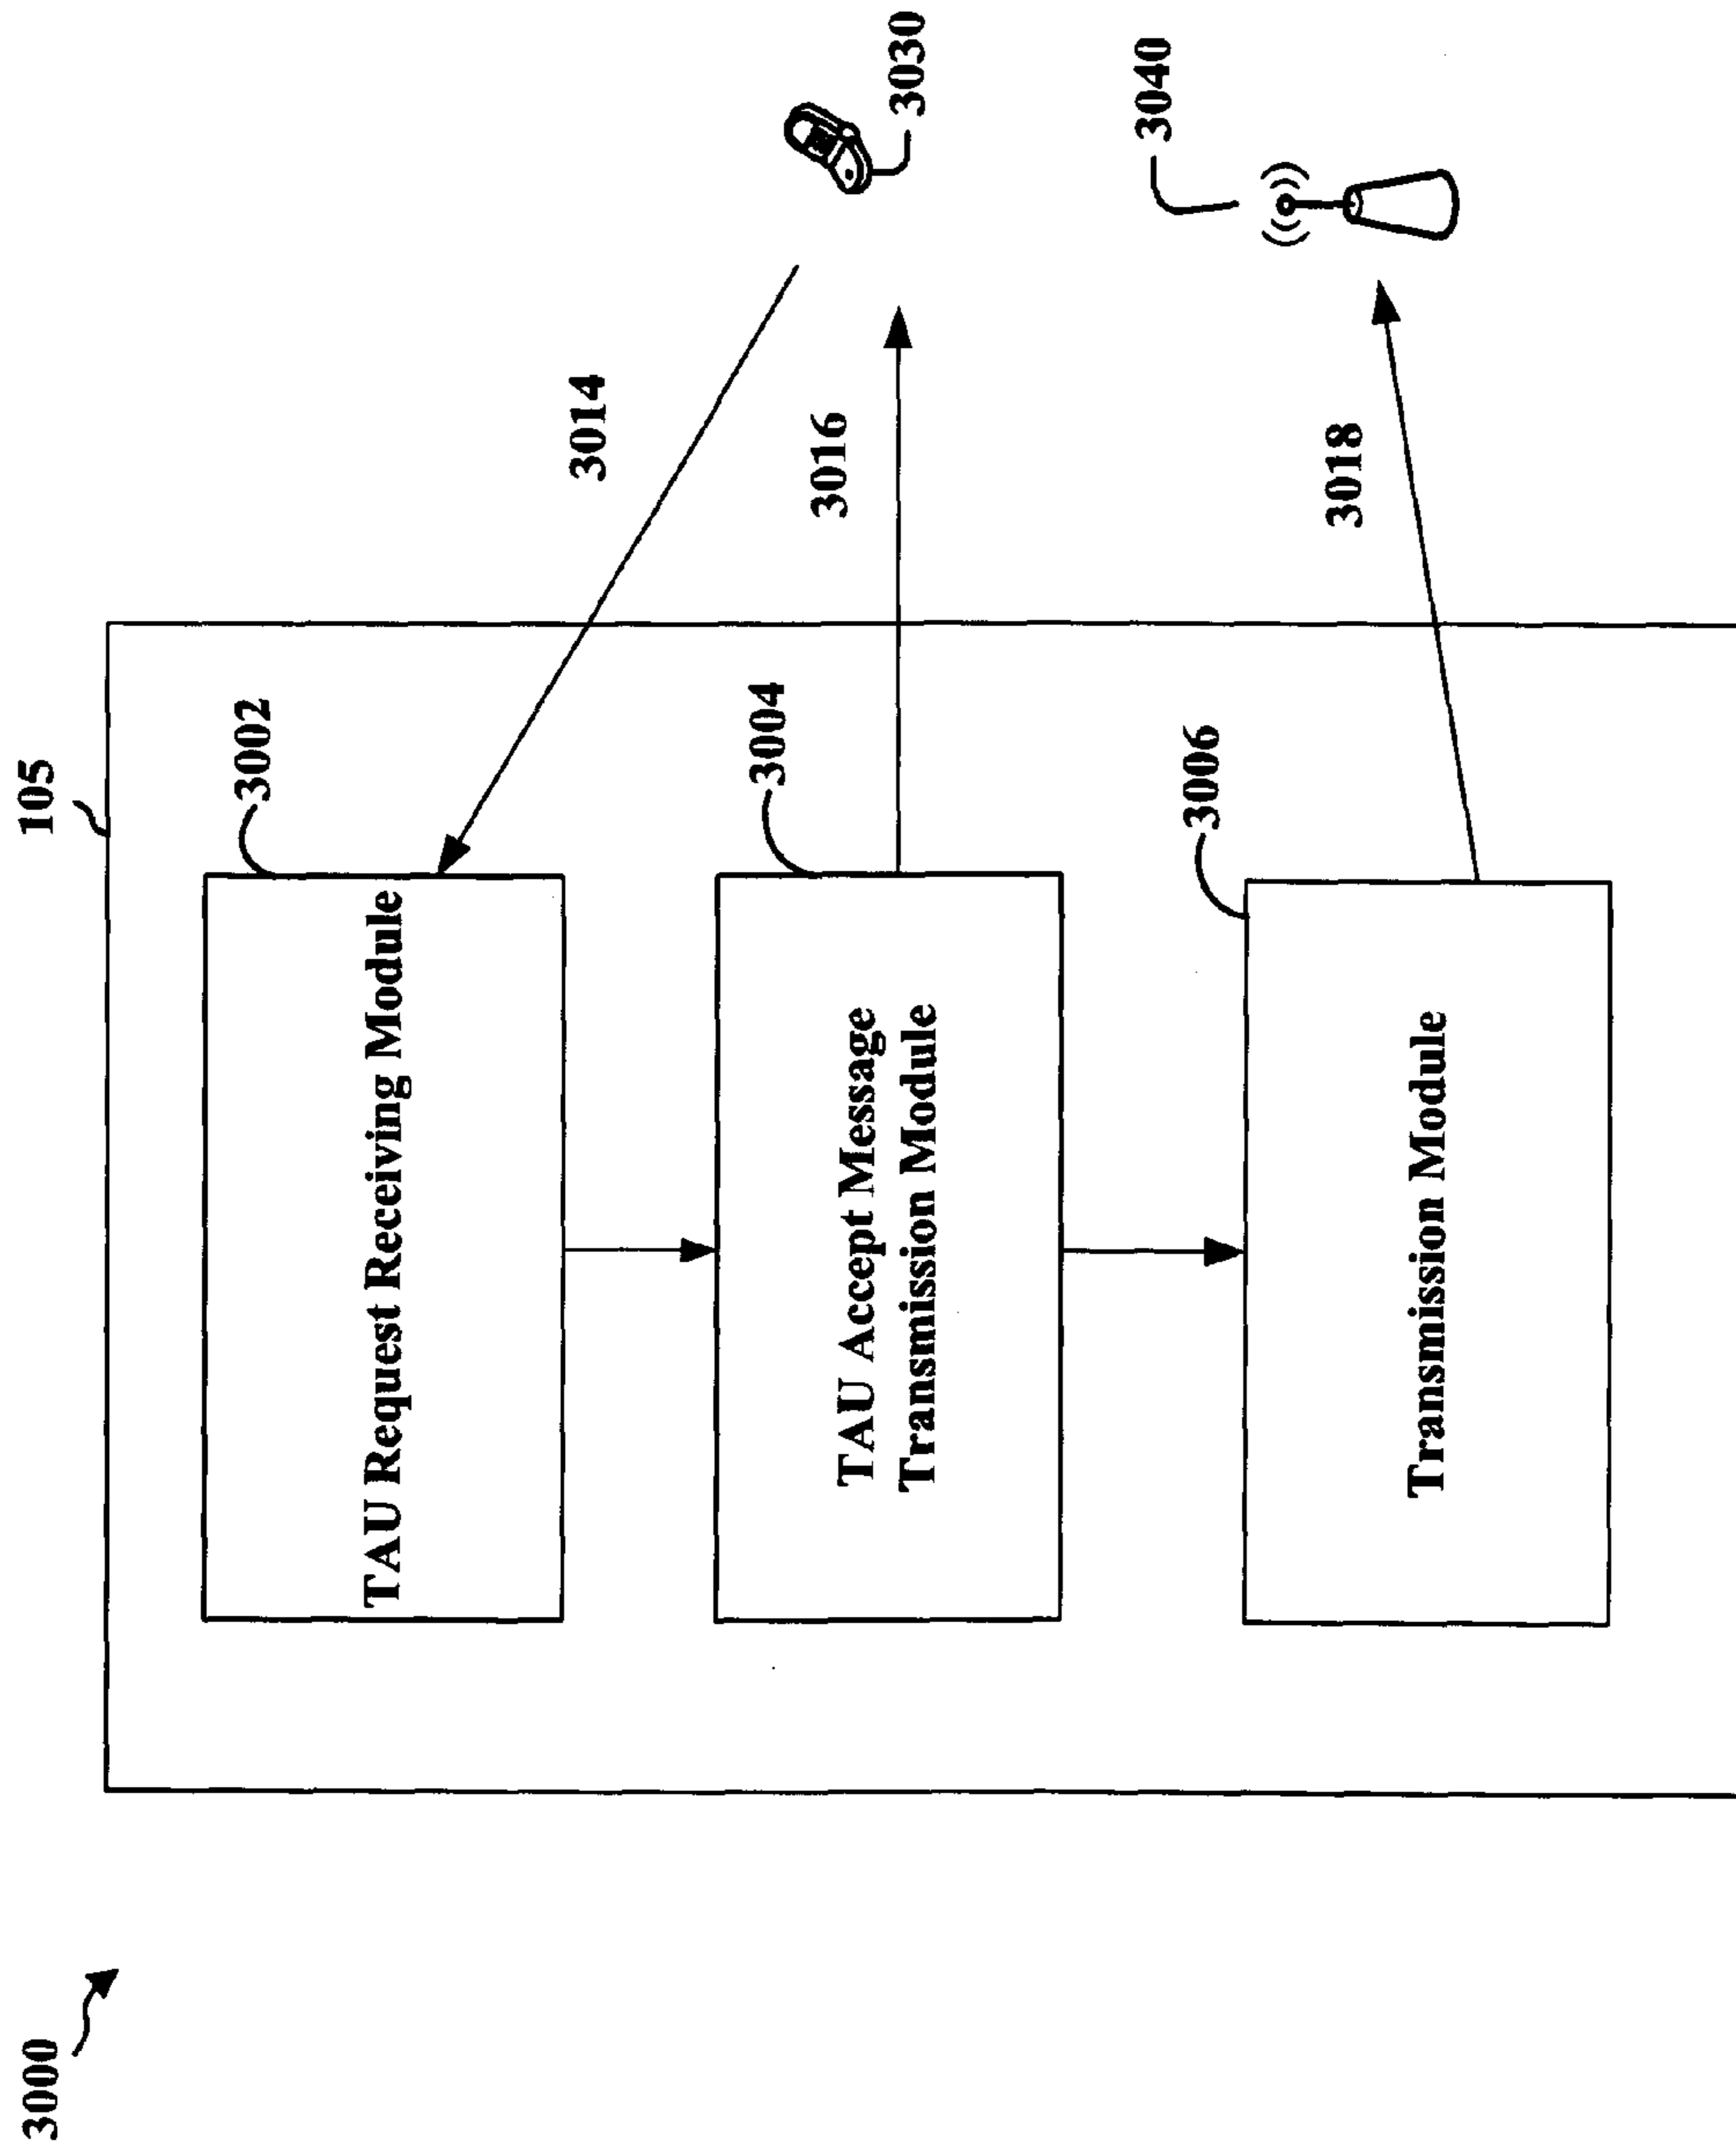 3000
105
3002
TAU Request Receiving Module
3014
3004
TAU Accept Message
Transmission Module
3016
3030
3006
Transmission Module
3018
3040